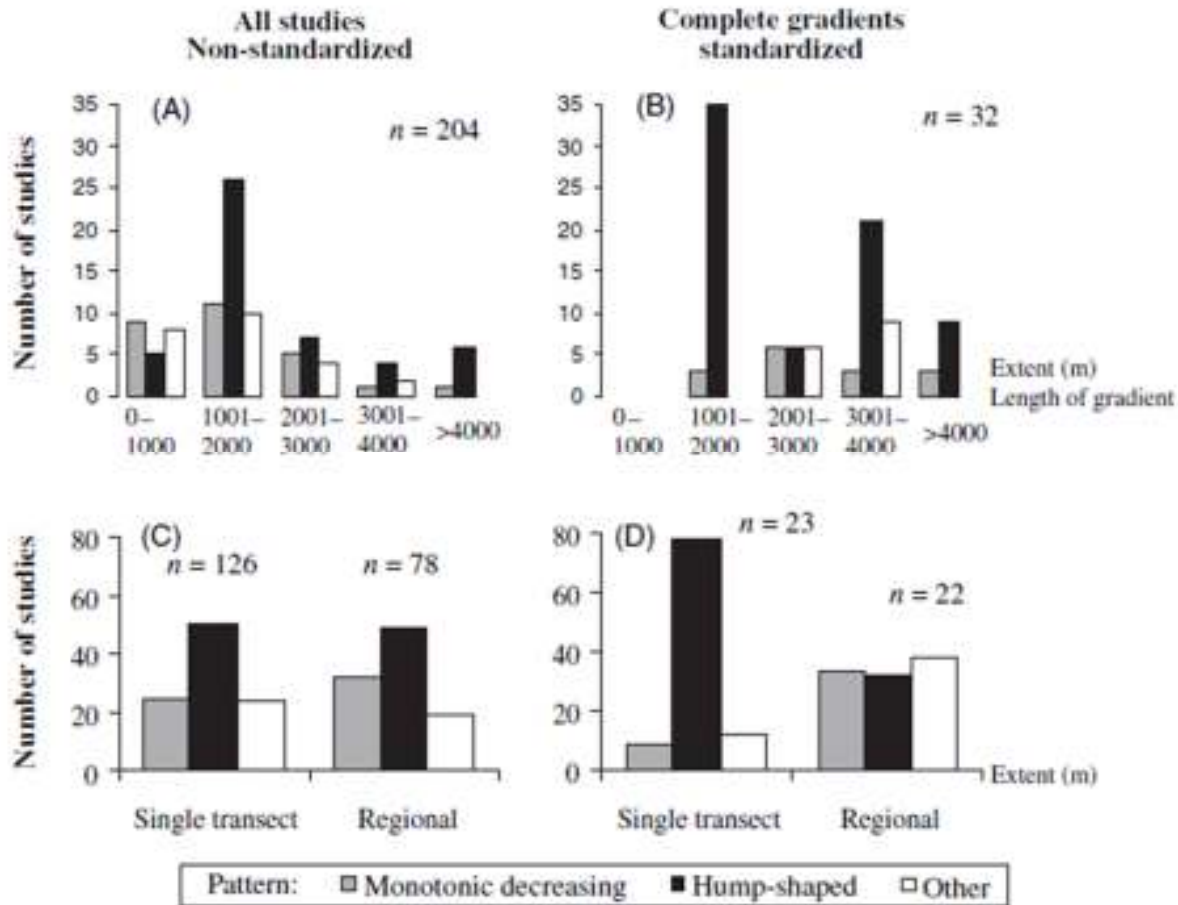 All studies
Non-standardized
Complete gradients
standardized
(A)
n = 204
Number of studies
35
30
25
20
15
10
5
0
0–
1000
1001–
2000
2001–
3000
3001–
4000
>4000
(B)
n = 32
35
30
25
20
15
10
5
0
0–
1000
1001–
2000
2001–
3000
3001–
4000
>4000
Extent (m)
Length of gradient
(C)
n = 126
n = 78
Number of studies
80
60
40
20
0
Single transect
Regional
(D)
n = 23
n = 22
80
60
40
20
0
Single transect
Regional
Extent (m)
Pattern: Monotonic decreasing Hump-shaped Other